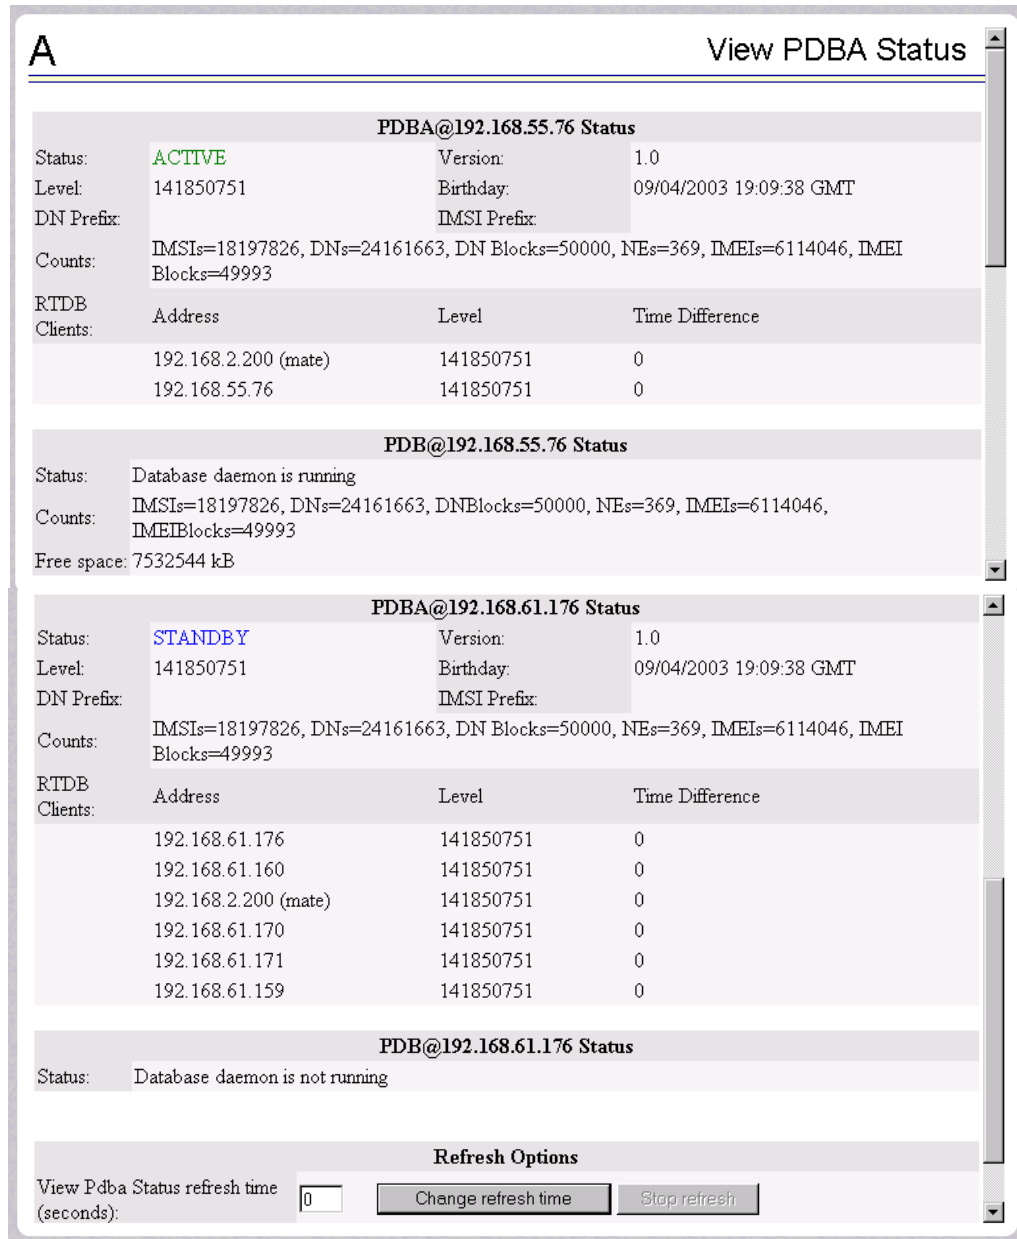 A View PDBA Status
PDBA@192.168.55.76 Status
Status: ACTIVE Version: 1.0
Level: 141850751 Birthday: 09/04/2003 19:09:38 GMT
DN Prefix: IMSI Prefix:
Counts: IMSIs=18197826, DNs=24161663, DN Blocks=50000, NEs=369, IMEIs=6114046, IMEI
Blocks=49993
RTDB
Clients: Address Level Time Difference
192.168.2.200 (mate) 141850751 0
192.168.55.76 141850751 0
PDB@192.168.55.76 Status
Status: Database daemon is running
Counts: IMSIs=18197826, DNs=24161663, DNBlocks=50000, NEs=369, IMEIs=6114046,
IMEIBlocks=49993
Free space: 7532544 kB
PDBA@192.168.61.176 Status
Status: STANDBY Version: 1.0
Level: 141850751 Birthday: 09/04/2003 19:09:38 GMT
DN Prefix: IMSI Prefix:
Counts: IMSIs=18197826, DNs=24161663, DN Blocks=50000, NEs=369, IMEIs=6114046, IMEI
Blocks=49993
RTDB
Clients: Address Level Time Difference
192.168.61.176 141850751 0
192.168.61.160 141850751 0
192.168.2.200 (mate) 141850751 0
192.168.61.170 141850751 0
192.168.61.171 141850751 0
192.168.61.159 141850751 0
PDB@192.168.61.176 Status
Status: Database daemon is not running
Refresh Options
View Pdba Status refresh time
(seconds): 0 Change refresh time Stop refresh